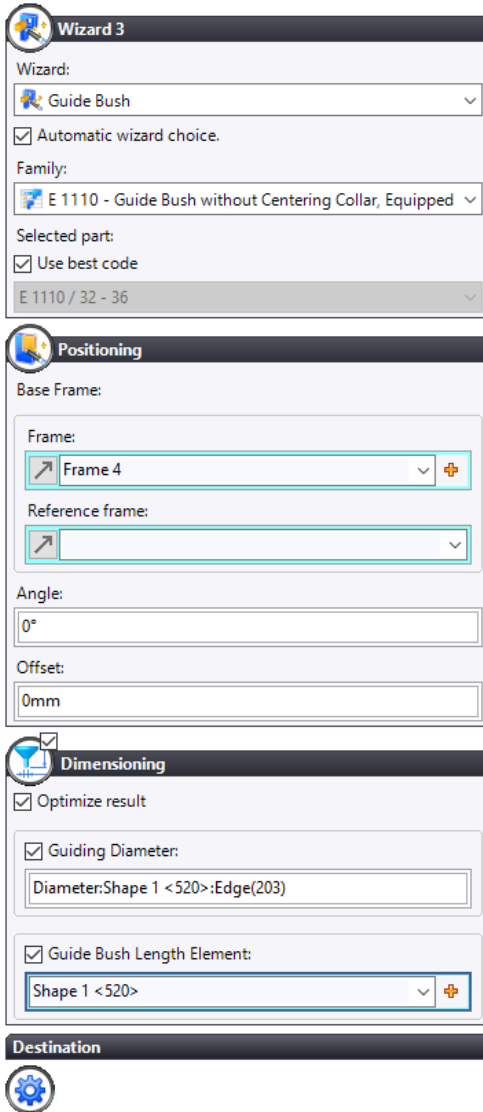 Wizard 3
Wizard:
Guide Bush
Automatic wizard choice.
Family:
E 1110 - Guide Bush without Centering Collar, Equipped
Selected part:
Use best code
E 1110 / 32 - 36
Positioning
Base Frame:
Frame:
Frame 4
Reference frame:
Angle:
0°
Offset:
0mm
Dimensioning
Optimize result
Guiding Diameter:
Diameter:Shape 1 <520>:Edge(203)
Guide Bush Length Element:
Shape 1 <520>
Destination